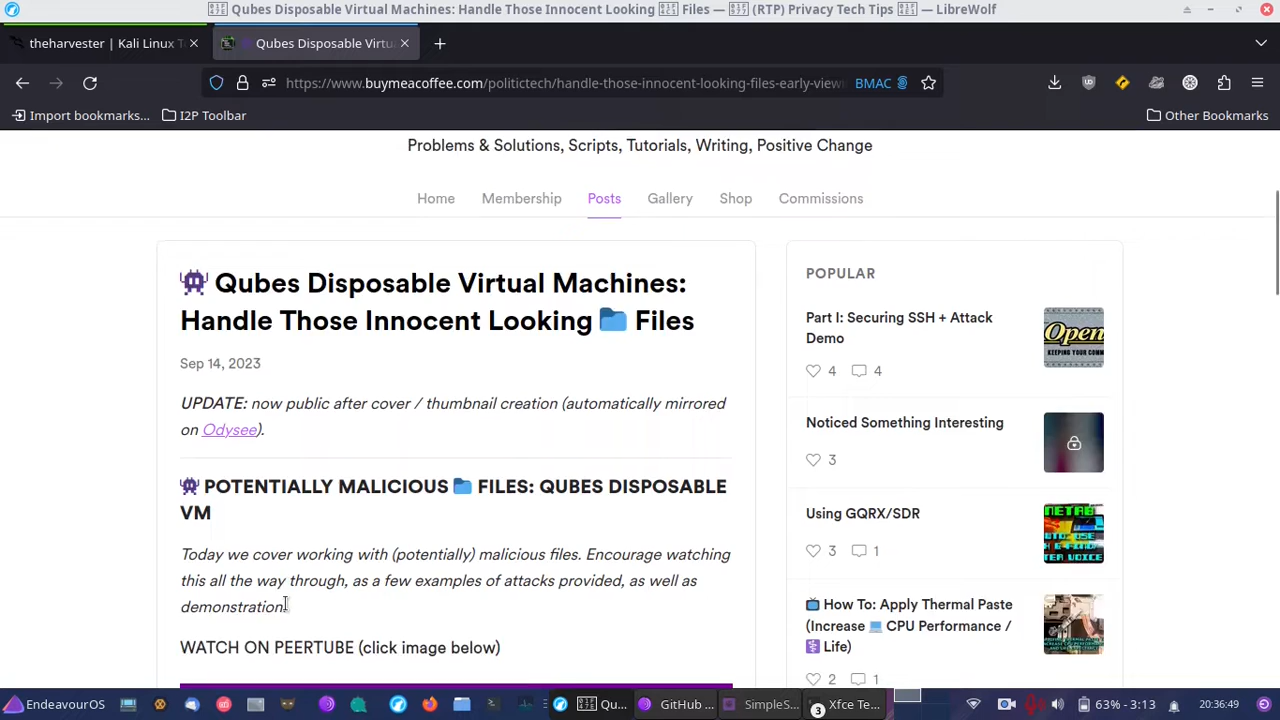 Qubes Disposable Virtual Machines: Handle Those Innocent Looking Files — (RTP) Privacy Tech Tips — LibreWolf
theharvester | Kali Linux T
Qubes Disposable Virtu
https://www.buymeacoffee.com/politictech/handle-those-innocent-looking-files-early-view
BMAC
Import bookmarks...
I2P Toolbar
Other Bookmarks
Problems & Solutions, Scripts, Tutorials, Writing, Positive Change
Home
Membership
Posts
Gallery
Shop
Commissions
Qubes Disposable Virtual Machines:
Handle Those Innocent Looking Files
Sep 14, 2023
UPDATE: now public after cover / thumbnail creation (automatically mirrored
on Odysee).
POTENTIALLY MALICIOUS FILES: QUBES DISPOSABLE
VM
Today we cover working with (potentially) malicious files. Encourage watching
this all the way through, as a few examples of attacks provided, as well as
demonstration.
WATCH ON PEERTUBE (click image below)
POPULAR
Part I: Securing SSH + Attack
Demo
4
4
Noticed Something Interesting
3
Using GQRX/SDR
3
1
How To: Apply Thermal Paste
(Increase CPU Performance /
Life)
2
1
EndeavourOS
Qu...
GitHub ...
SimpleS...
3
Xfce Te...
63% - 3:13
20:36:49